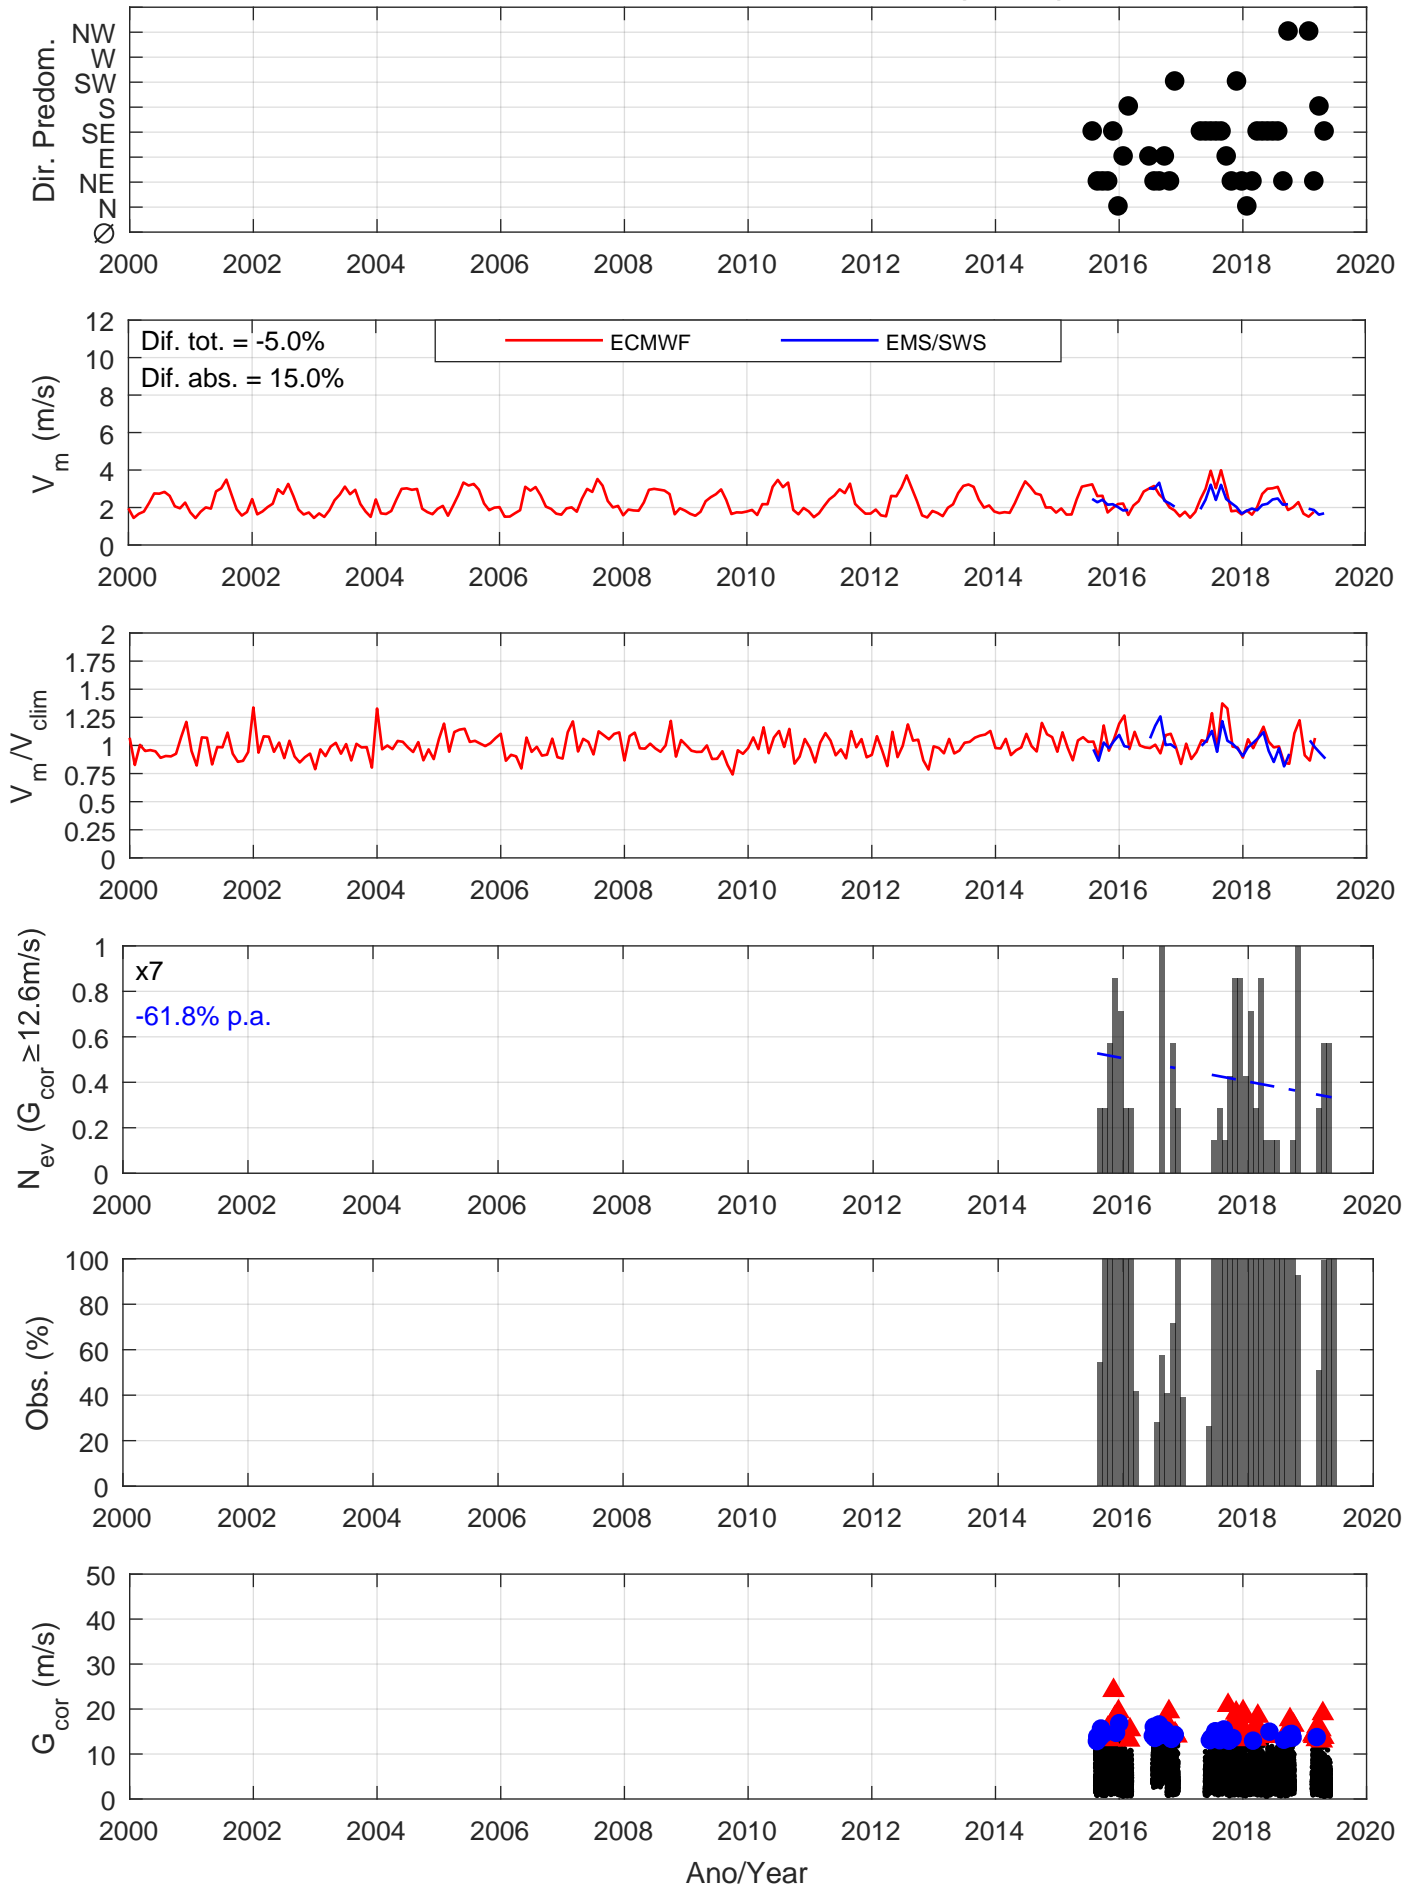 Dir. Predom.
NW
W
SW
S
SE
E
NE
N
Ø
2000 2002 2004 2006 2008 2010 2012 2014 2016 2018 2020
V_m (m/s)
12
10
8
6
4
2
0
Dif. tot. = -5.0%
Dif. abs. = 15.0%
ECMWF EMS/SWS
2000 2002 2004 2006 2008 2010 2012 2014 2016 2018 2020
V_m/V_clim
2
1.75
1.5
1.25
1
0.75
0.5
0.25
0
2000 2002 2004 2006 2008 2010 2012 2014 2016 2018 2020
N_ev (G_cor≥12.6m/s)
1
0.8
0.6
0.4
0.2
0
x7
-61.8% p.a.
2000 2002 2004 2006 2008 2010 2012 2014 2016 2018 2020
Obs. (%)
100
80
60
40
20
0
2000 2002 2004 2006 2008 2010 2012 2014 2016 2018 2020
G_cor (m/s)
50
40
30
20
10
0
2000 2002 2004 2006 2008 2010 2012 2014 2016 2018 2020
Ano/Year